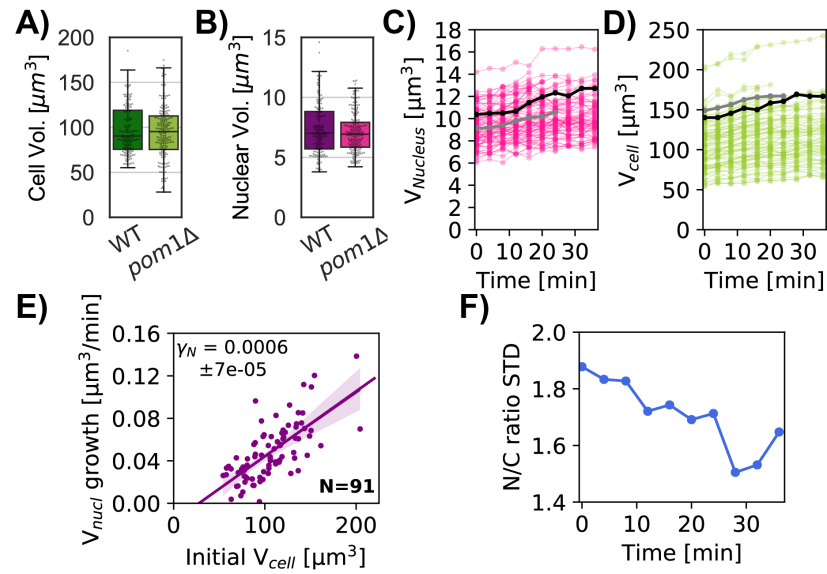 A)
Cell Vol. [μm³]
200
150
100
50
0
WT
pom1Δ
B)
Nuclear Vol. [μm³]
15
10
5
0
WT
pom1Δ
C)
V_Nucleus [μm³]
18
16
14
12
10
8
6
4
2
0
0 10 20 30
Time [min]
D)
V_cell [μm³]
250
200
150
100
50
0 10 20 30
Time [min]
E)
V_nucl growth [μm³/min]
0.16
0.12
0.08
0.04
0.00
γ_N = 0.0006
±7e-05
N=91
0 100 200
Initial V_cell [μm³]
F)
N/C ratio STD
2.0
1.8
1.6
1.4
0 10 20 30
Time [min]